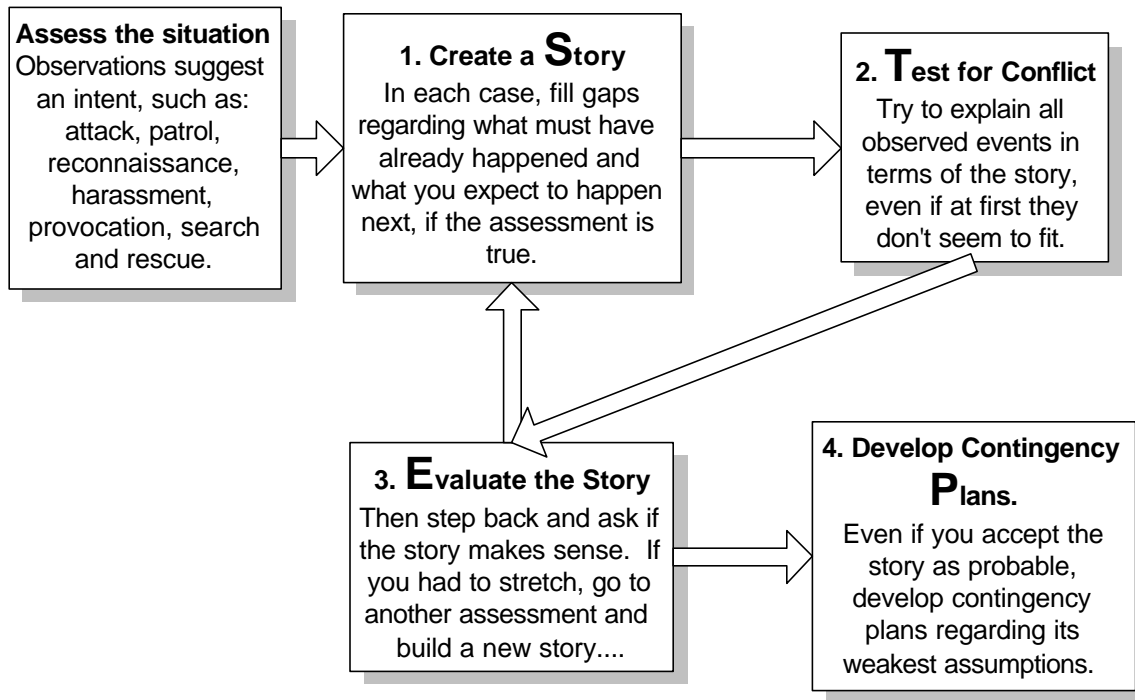 Assess the situation
Observations suggest
an intent, such as:
attack, patrol,
reconnaissance,
harassment,
provocation, search
and rescue.
1. Create a Story
In each case, fill gaps
regarding what must have
already happened and
what you expect to happen
next, if the assessment is
true.
2. Test for Conflict
Try to explain all
observed events in
terms of the story,
even if at first they
don't seem to fit.
3. Evaluate the Story
Then step back and ask if
the story makes sense.  If
you had to stretch, go to
another assessment and
build a new story....
4. Develop Contingency
Plans.
Even if you accept the
story as probable,
develop contingency
plans regarding its
weakest assumptions.